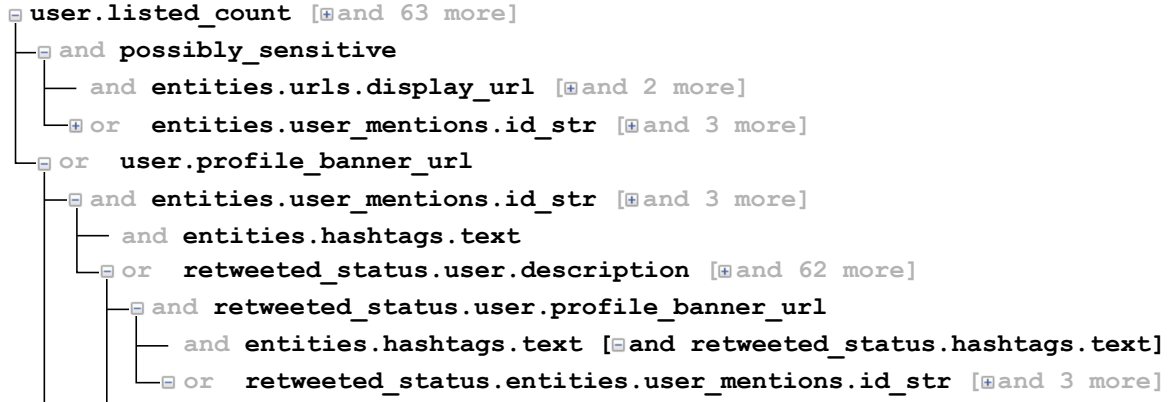 user.listed_count [and 63 more]
and possibly_sensitive
and entities.urls.display_url [and 2 more]
or entities.user_mentions.id_str [and 3 more]
or user.profile_banner_url
and entities.user_mentions.id_str [and 3 more]
and entities.hashtags.text
or retweeted_status.user.description [and 62 more]
and retweeted_status.user.profile_banner_url
and entities.hashtags.text [and retweeted_status.hashtags.text]
or retweeted_status.entities.user_mentions.id_str [and 3 more]